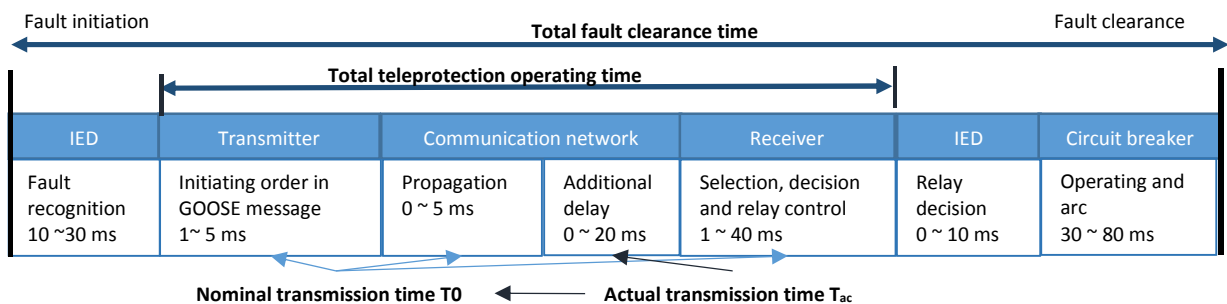 Fault initiation
Fault clearance
Total fault clearance time
Total teleprotection operating time
IED
Transmitter
Communication network
Receiver
IED
Circuit breaker
Fault
recognition
10 ~30 ms
Initiating order in
GOOSE message
1~ 5 ms
Propagation
0 ~ 5 ms
Additional
delay
0 ~ 20 ms
Selection, decision
and relay control
1 ~ 40 ms
Relay
decision
0 ~ 10 ms
Operating and
arc
30 ~ 80 ms
Nominal transmission time T0
Actual transmission time Tac